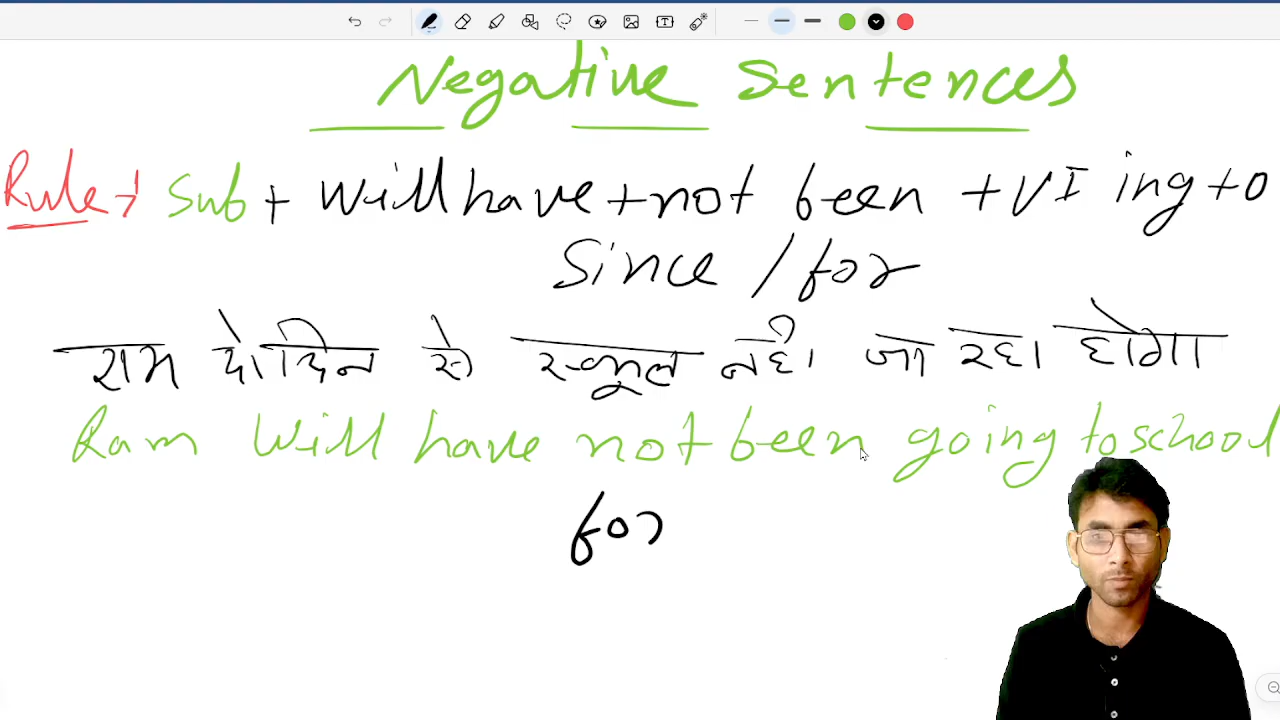 Negative Sentences
Rule → Sub + Will have + not been + VI ing + o
Since / for
राम दो दिन से स्कूल नही जा रहा होगा
Ram Will have not been going to school
for